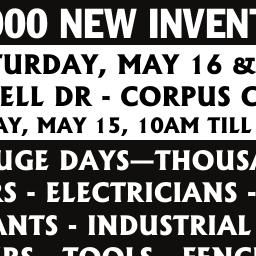 000 NEW INVENT
TURDAY, MAY 16 &
ELL DR - CORPUS C
AY, MAY 15, 10AM TILL
UGE DAYS—THOUSA
RS - ELECTRICIANS -
ANTS - INDUSTRIAL
RS - TOOLS - FENC